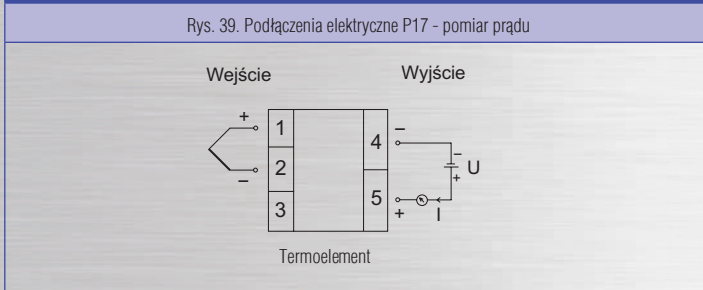 Rys. 39. Podłączenia elektryczne P17 - pomiar prądu
Wejście Wyjście
+ 1 4 –
– 2 – U +
3 5 + I
Termoelement